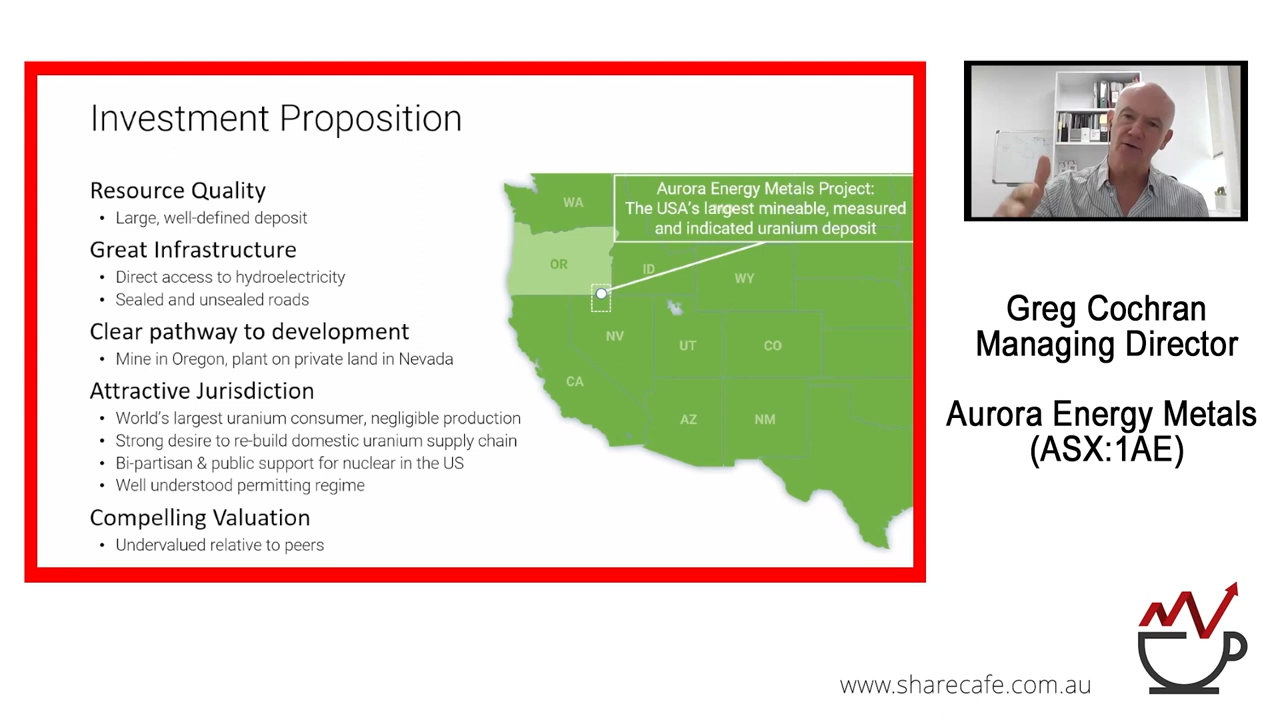 Investment Proposition
Resource Quality
• Large, well-defined deposit
Great Infrastructure
• Direct access to hydroelectricity
• Sealed and unsealed roads
Clear pathway to development
• Mine in Oregon, plant on private land in Nevada
Attractive Jurisdiction
• World's largest uranium consumer, negligible production
• Strong desire to re-build domestic uranium supply chain
• Bi-partisan & public support for nuclear in the US
• Well understood permitting regime
Compelling Valuation
• Undervalued relative to peers
Aurora Energy Metals Project:
The USA's largest mineable, measured
and indicated uranium deposit
WA
OR
ID
WY
NV
UT
CO
CA
AZ
NM
Greg Cochran
Managing Director
Aurora Energy Metals
(ASX:1AE)
www.sharecafe.com.au